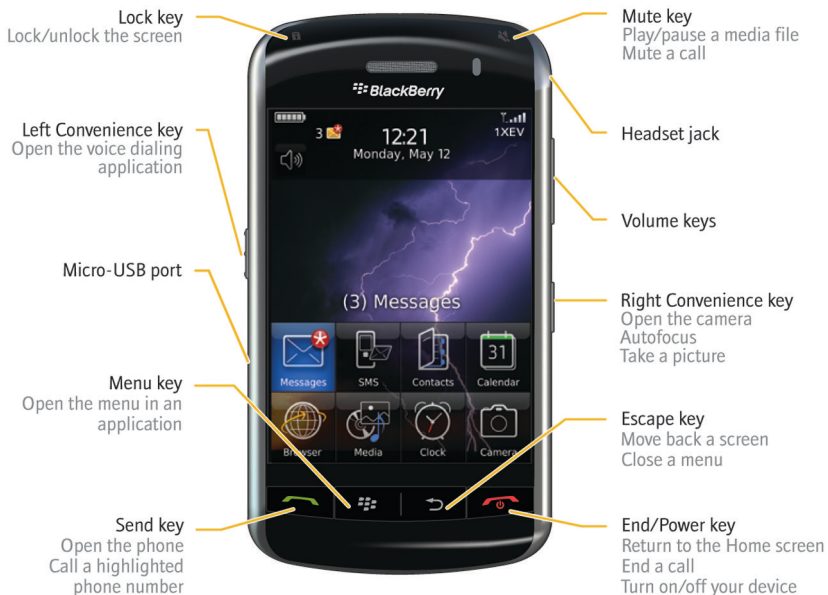 Lock key
Lock/unlock the screen
Mute key
Play/pause a media file
Mute a call
BlackBerry
3
12:21
1XEV
Monday, May 12
Left Convenience key
Open the voice dialing
application
Headset jack
Volume keys
Micro-USB port
(3) Messages
Right Convenience key
Open the camera
Autofocus
Take a picture
31
Messages
SMS
Contacts
Calendar
Menu key
Open the menu in an
application
Browser
Media
Clock
Camera
Escape key
Move back a screen
Close a menu
Send key
Open the phone
Call a highlighted
phone number
End/Power key
Return to the Home screen
End a call
Turn on/off your device